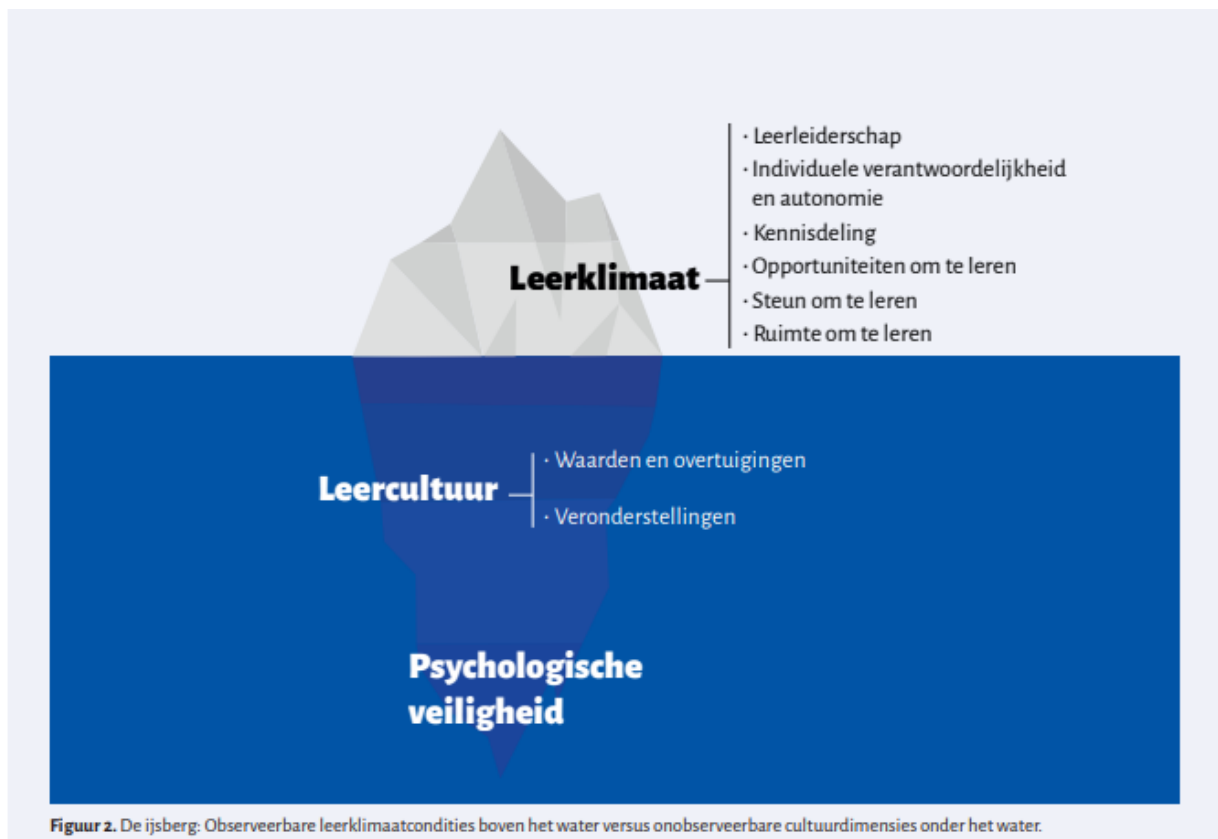 · Leerleiderschap
· Individuele verantwoordelijkheid
en autonomie
· Kennisdeling
· Opportuniteiten om te leren
· Steun om te leren
· Ruimte om te leren
Leerklimaat
Leercultuur
· Waarden en overtuigingen
· Veronderstellingen
Psychologische
veiligheid
Figuur 2. De ijsberg: Observeerbare leerklimaatcondities boven het water versus onobserveerbare cultuurdimensies onder het water.